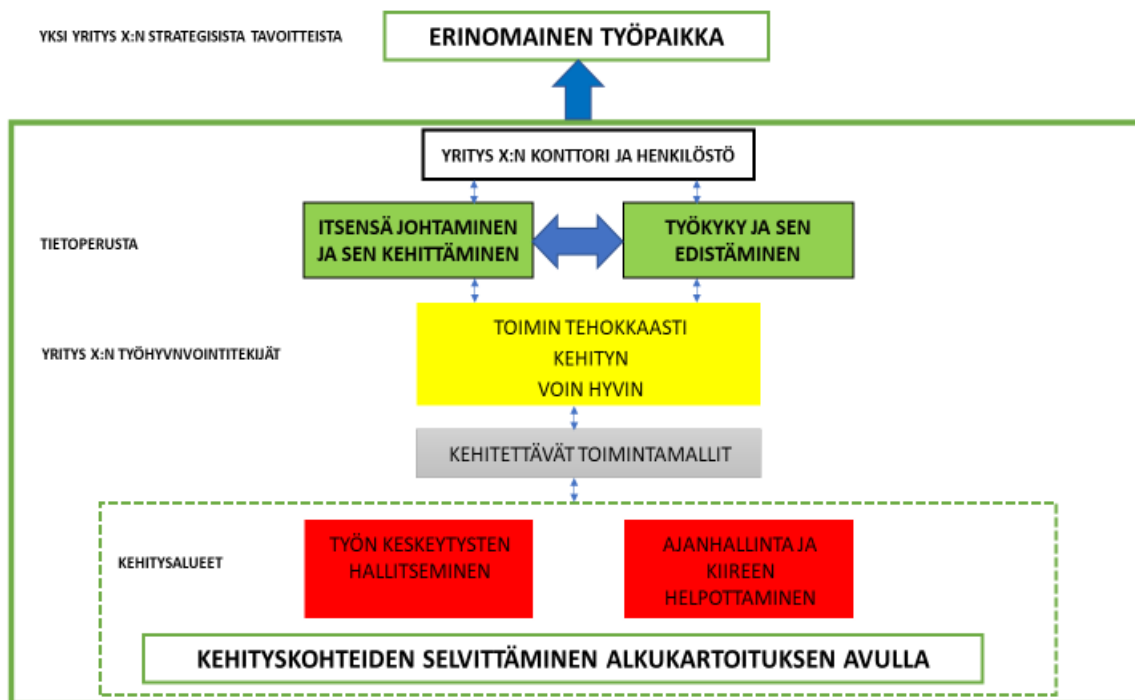 YKSI YRITYS X:N STRATEGISISTA TAVOITTEISTA
ERINOMAINEN TYÖPAIKKA
YRITYS X:N KONTTORI JA HENKILÖSTÖ
TIETOPERUSTA
ITSENSÄ JOHTAMINEN
JA SEN KEHITTÄMINEN
TYÖKYKY JA SEN
EDISTÄMINEN
YRITYS X:N TYÖHYVNVOINTITEKIJÄT
TOIMIN TEHOKKAASTI
KEHITYN
VOIN HYVIN
KEHITETTÄVÄT TOIMINTAMALLIT
KEHITYSALUEET
TYÖN KESKEYTYSTEN
HALLITSEMINEN
AJANHALLINTA JA
KIIREEN
HELPOTTAMINEN
KEHITYSKOHTEIDEN SELVITTÄMINEN ALKUKARTOITUKSEN AVULLA